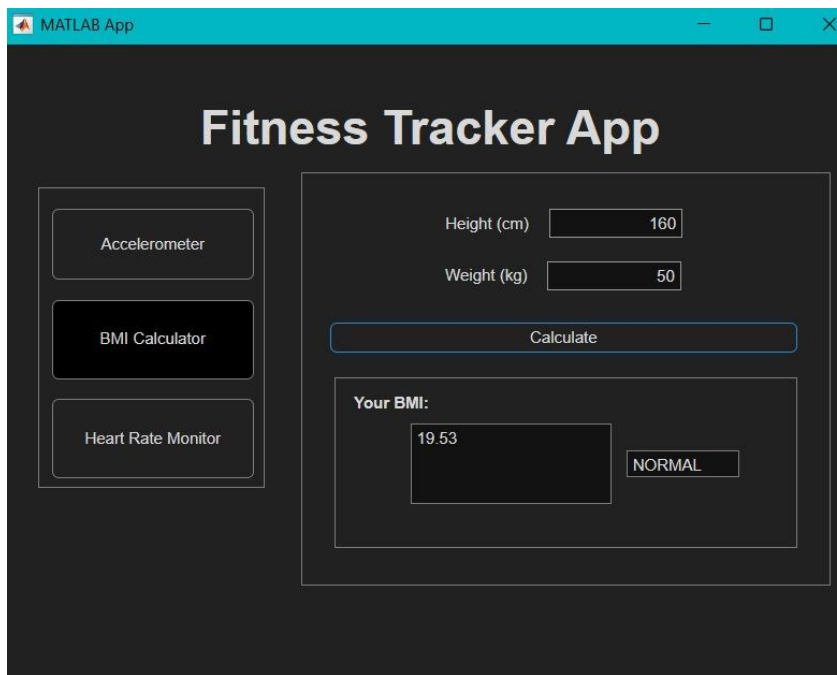 MATLAB App
Fitness Tracker App
Accelerometer
BMI Calculator
Heart Rate Monitor
Height (cm) 160
Weight (kg) 50
Calculate
Your BMI:
19.53
NORMAL